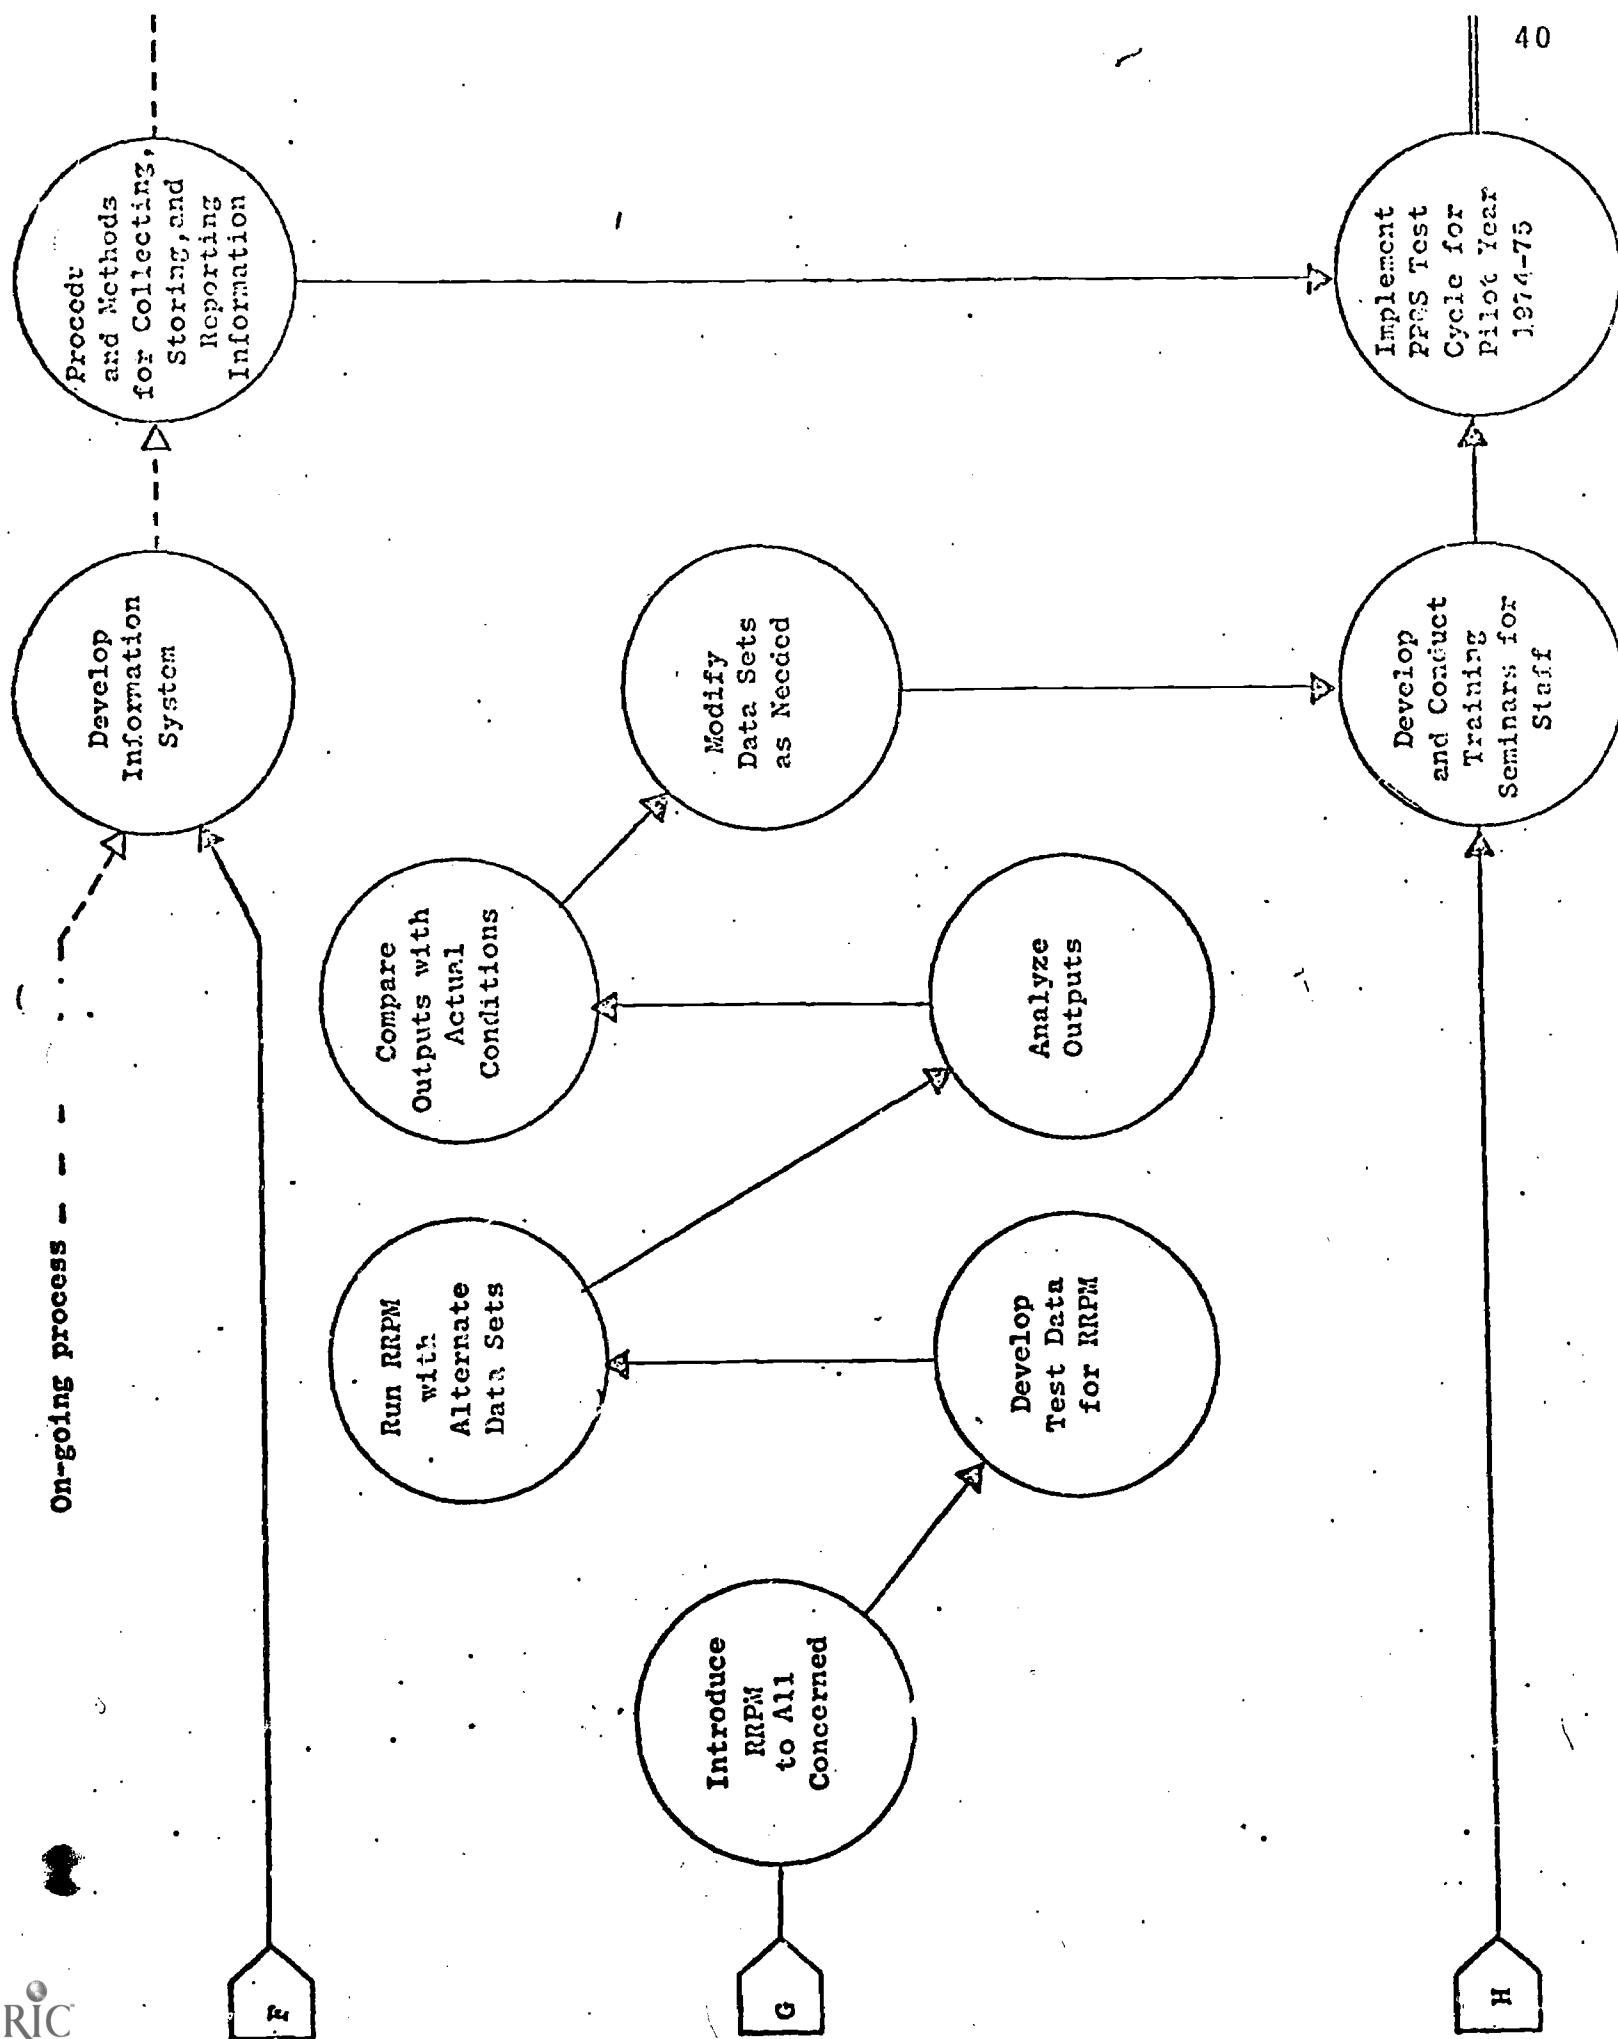 40
On-going process
Develop
Information
System
and Methods
for Collecting,
Storing, and
Reporting
Information
F
Run RRPM
with
Alternate
Data Sets
Compare
Outputs with
Actual
Conditions
Modify
Data Sets
as Needed
G
Introduce
RRPM
to All
Concerned
Develop
Test Data
for RRPM
Analyze
Outputs
H
Develop
and Conduct
Training
Seminars for
Staff
Implement
PPBS Test
Cycle for
Pilot Year
1974-75
RIC